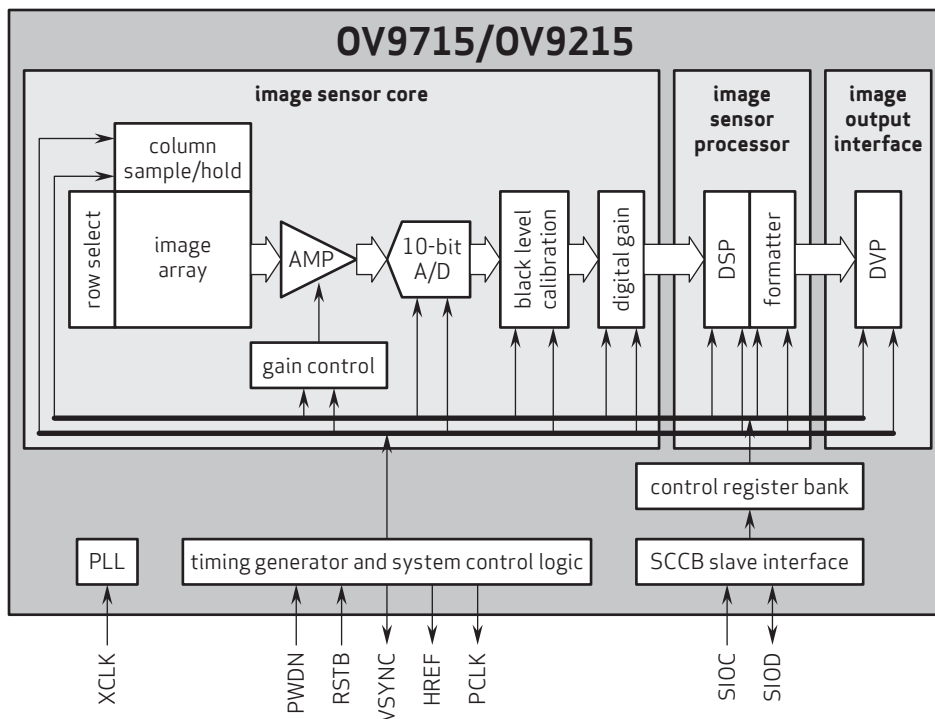 OV9715/OV9215
image sensor core
image
sensor
processor
image
output
interface
column
sample/hold
row select
image
array
AMP
10-bit
A/D
black level
calibration
digital gain
DSP
formatter
DVP
gain control
control register bank
PLL
timing generator and system control logic
SCCB slave interface
XCLK
PWDN
RSTB
VSYNC
HREF
PCLK
SIOC
SIOD